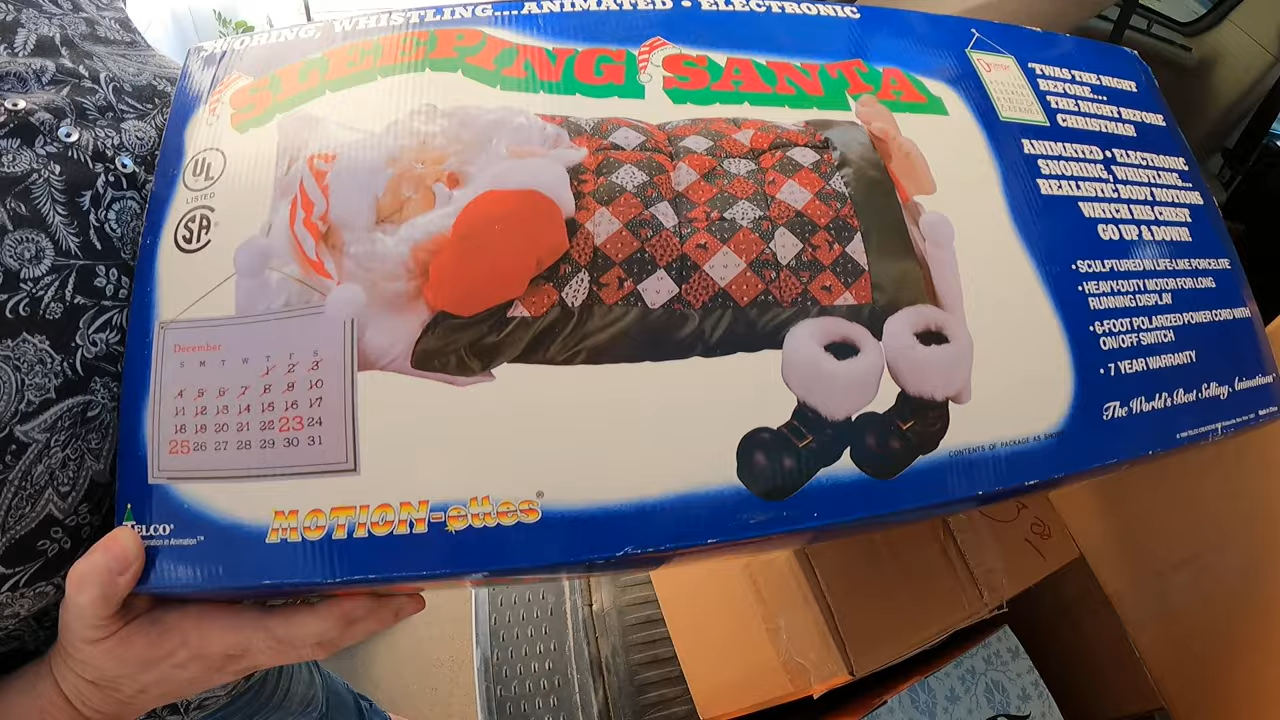 SNORING, WHISTLING...ANIMATED • ELECTRONIC
SLEEPING SANTA
UL
LISTED
SA
December
S M T W T F S
1 2 3
4 5 6 7 8 9 10
11 12 13 14 15 16 17
18 19 20 21 22 23 24
25 26 27 28 29 30 31
TELCO®
MOTION-ettes®
CONTENTS OF PACKAGE AS SHOWN
'TWAS THE NIGHT
BEFORE...
THE NIGHT BEFORE
CHRISTMAS!
ANIMATED • ELECTRONIC
SNORING, WHISTLING...
REALISTIC BODY MOTIONS
WATCH HIS CHEST
GO UP & DOWN!
• SCULPTURED IN LIFE-LIKE PORCELITE
• HEAVY-DUTY MOTOR FOR LONG
RUNNING DISPLAY
• 6-FOOT POLARIZED POWER CORD WITH
ON/OFF SWITCH
• 7 YEAR WARRANTY
The World's Best Selling Animations